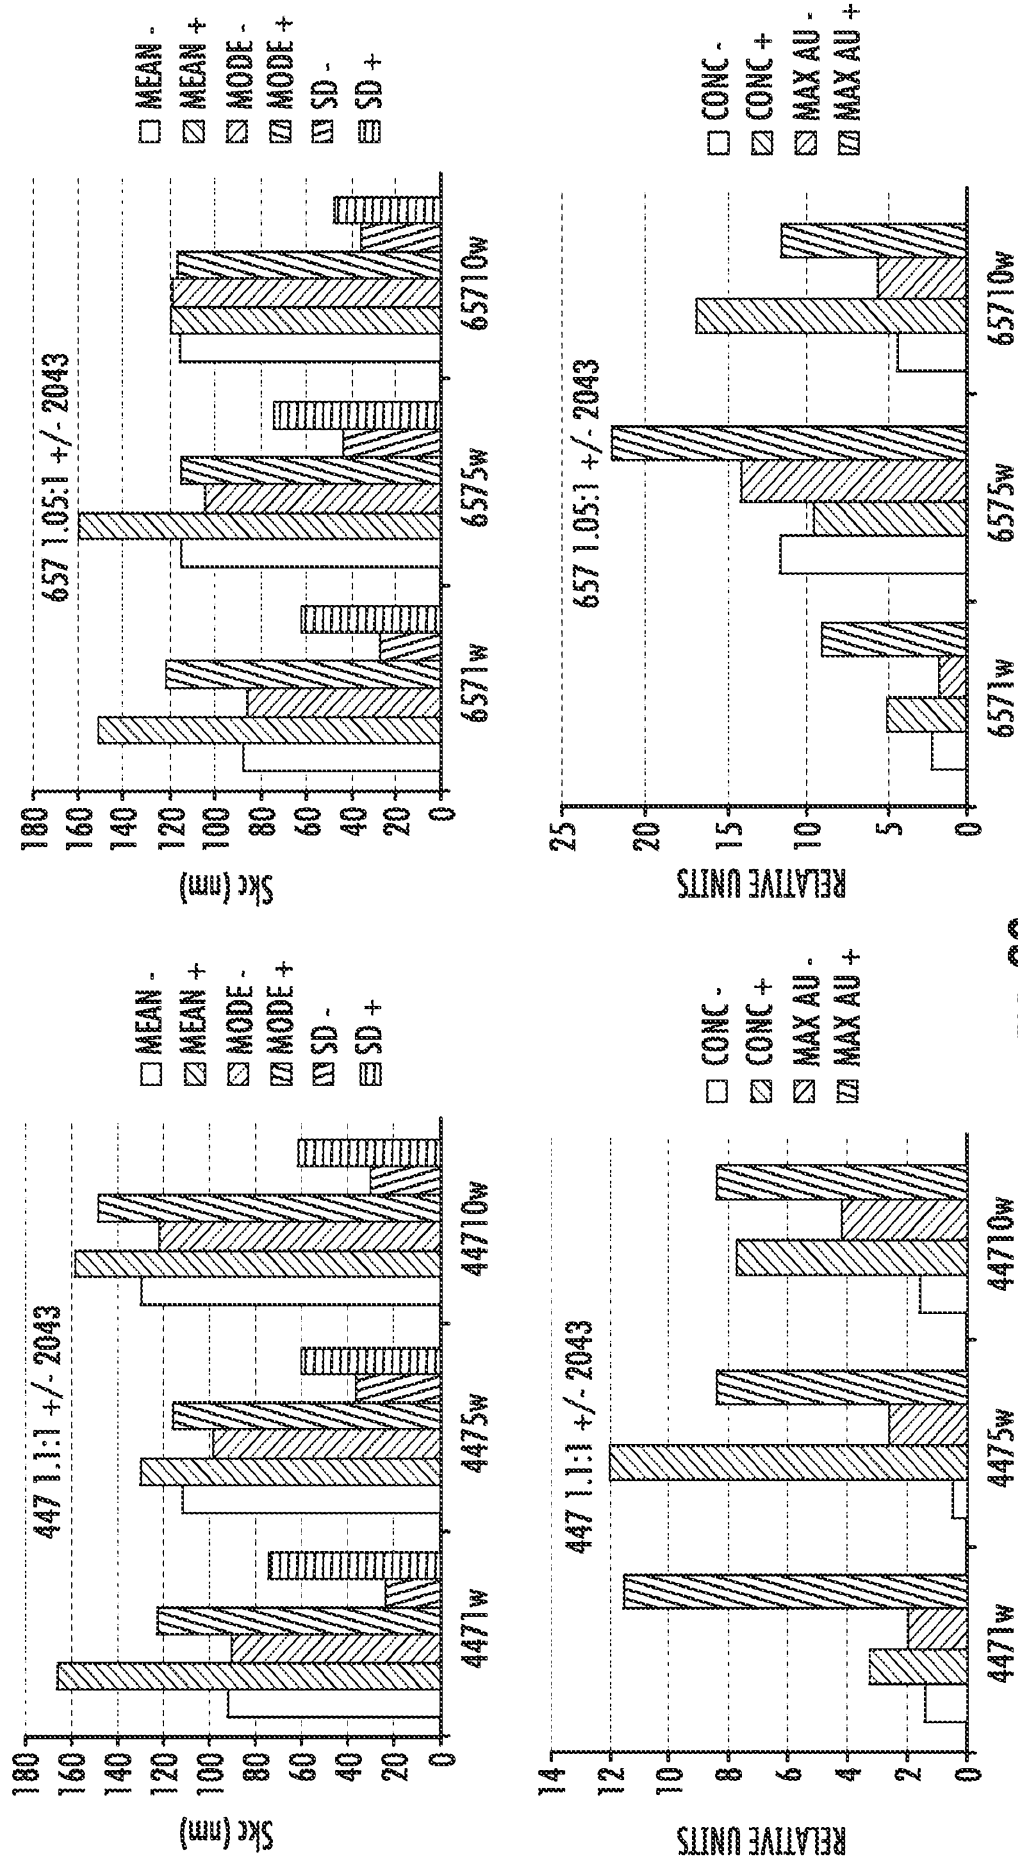 447 1.1:1 +/- 2043
Skc (nm)
180
160
140
120
100
80
60
40
20
0
4471w
4475w
44710w
MEAN -
MEAN +
MODE -
MODE +
SD -
SD +
657 1.05:1 +/- 2043
Skc (nm)
180
160
140
120
100
80
60
40
20
0
6571w
6575w
65710w
MEAN -
MEAN +
MODE -
MODE +
SD -
SD +
447 1.1:1 +/- 2043
RELATIVE UNITS
14
12
10
8
6
4
2
0
4471w
4475w
44710w
CONC -
CONC +
MAX AU -
MAX AU +
657 1.05:1 +/- 2043
RELATIVE UNITS
25
20
15
10
5
0
6571w
6575w
65710w
CONC -
CONC +
MAX AU -
MAX AU +